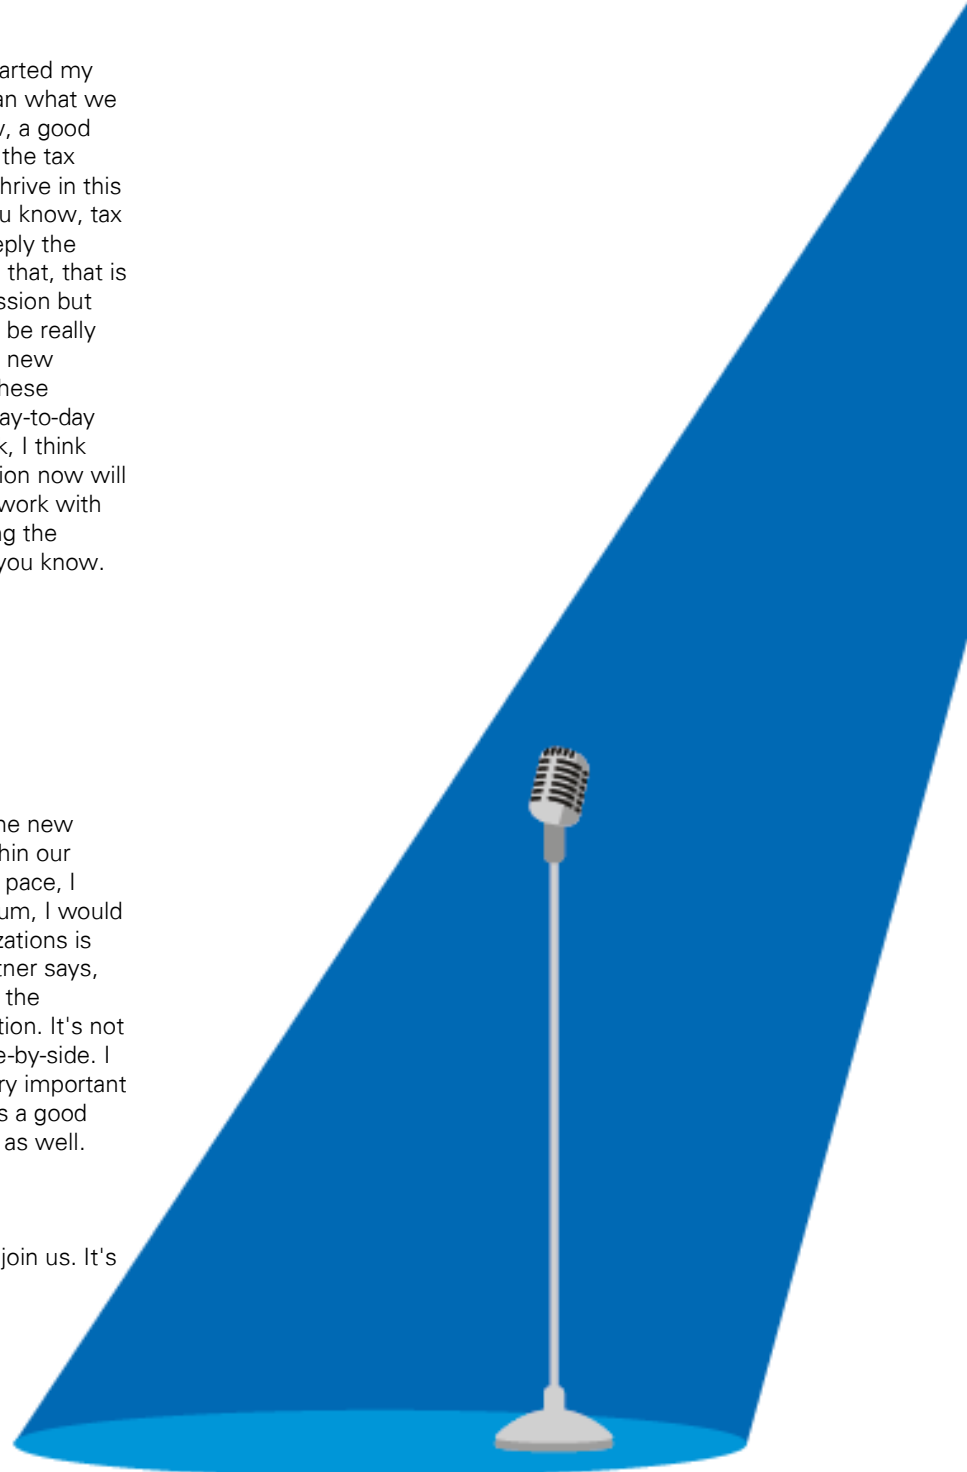 arted my
an what we
, a good
the tax
hrive in this
u know, tax
eply the
that, that is
ssion but
be really
new
hese
ay-to-day
k, I think
ion now will
work with
g the
you know.
he new
hin our
pace, I
um, I would
zations is
tner says,
the
tion. It's not
e-by-side. I
ry important
s a good
as well.
join us. It's